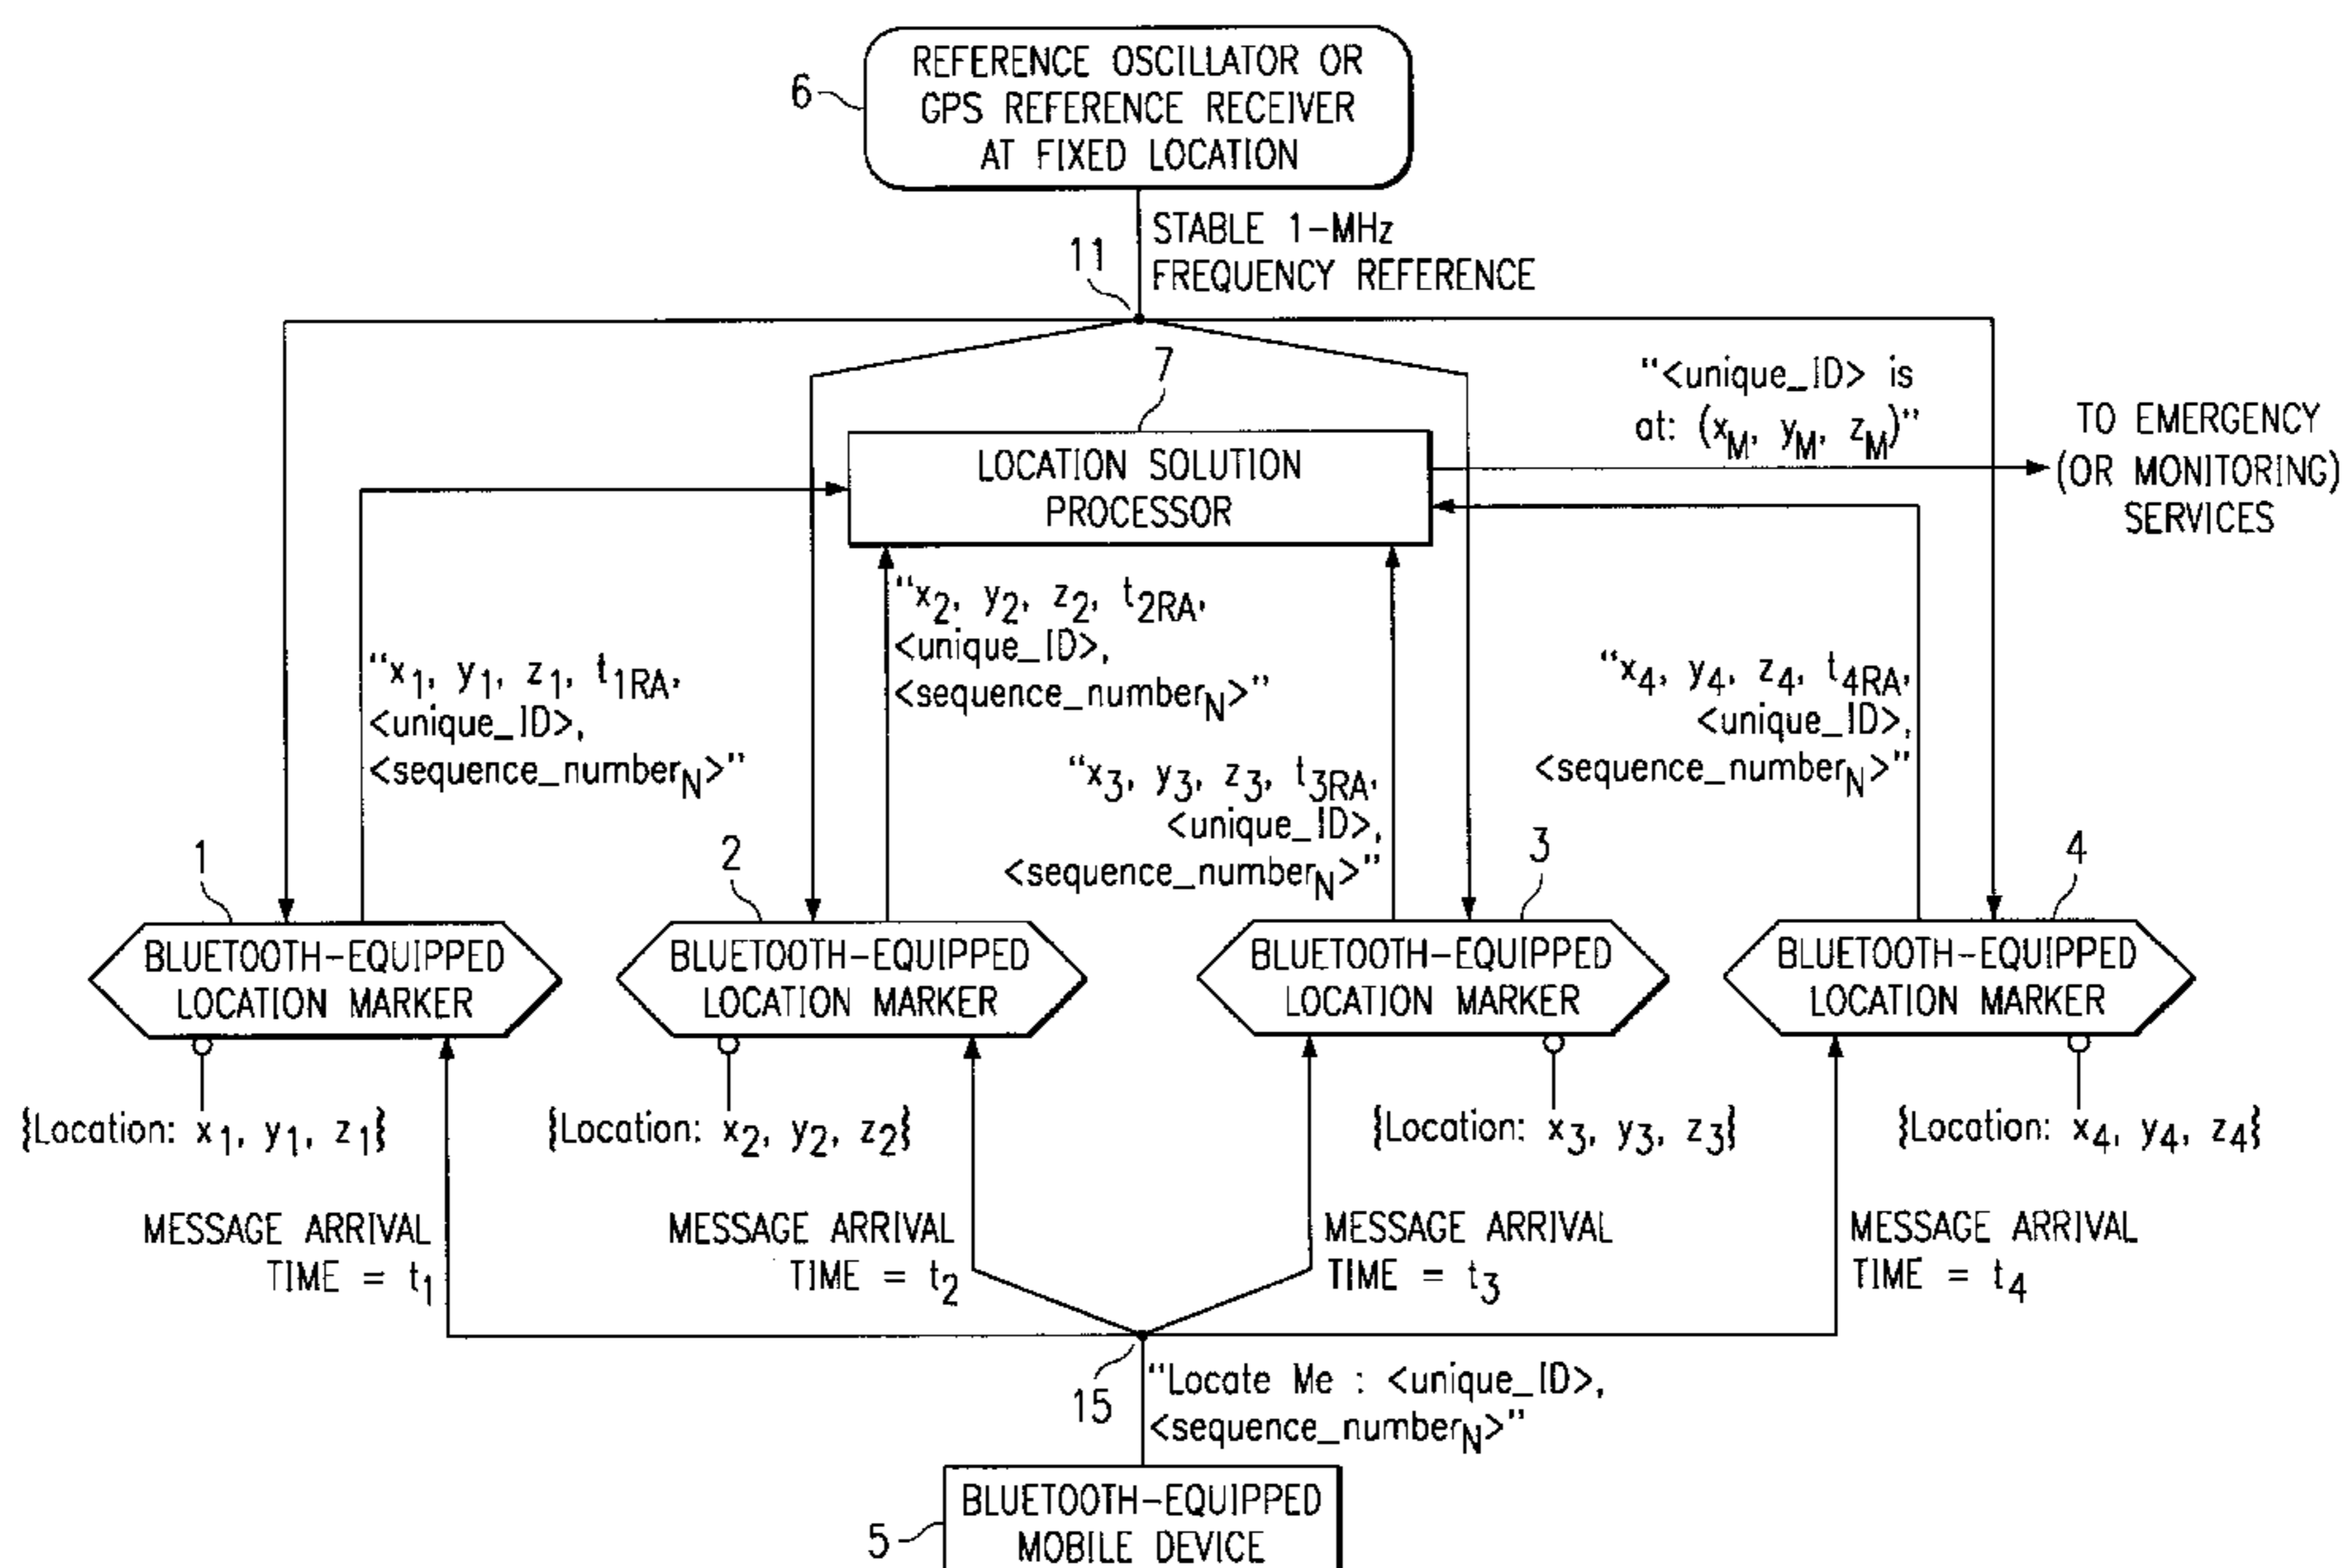 REFERENCE OSCILLATOR OR
GPS REFERENCE RECEIVER
AT FIXED LOCATION
6
STABLE 1-MHz
FREQUENCY REFERENCE
11
7
"<unique_ID> is
at: (xM, yM, zM)"
TO EMERGENCY
(OR MONITORING)
SERVICES
LOCATION SOLUTION
PROCESSOR
"x1, y1, z1, t1RA,
<unique_ID>,
<sequence_numberN>"
"x2, y2, z2, t2RA,
<unique_ID>,
<sequence_numberN>"
"x3, y3, z3, t3RA,
<unique_ID>,
<sequence_numberN>"
"x4, y4, z4, t4RA,
<unique_ID>,
<sequence_numberN>"
1
2
3
4
BLUETOOTH-EQUIPPED
LOCATION MARKER
BLUETOOTH-EQUIPPED
LOCATION MARKER
BLUETOOTH-EQUIPPED
LOCATION MARKER
BLUETOOTH-EQUIPPED
LOCATION MARKER
{Location: x1, y1, z1}
{Location: x2, y2, z2}
{Location: x3, y3, z3}
{Location: x4, y4, z4}
MESSAGE ARRIVAL
TIME = t1
MESSAGE ARRIVAL
TIME = t2
MESSAGE ARRIVAL
TIME = t3
MESSAGE ARRIVAL
TIME = t4
15
"Locate Me : <unique_ID>,
<sequence_numberN>"
5
BLUETOOTH-EQUIPPED
MOBILE DEVICE